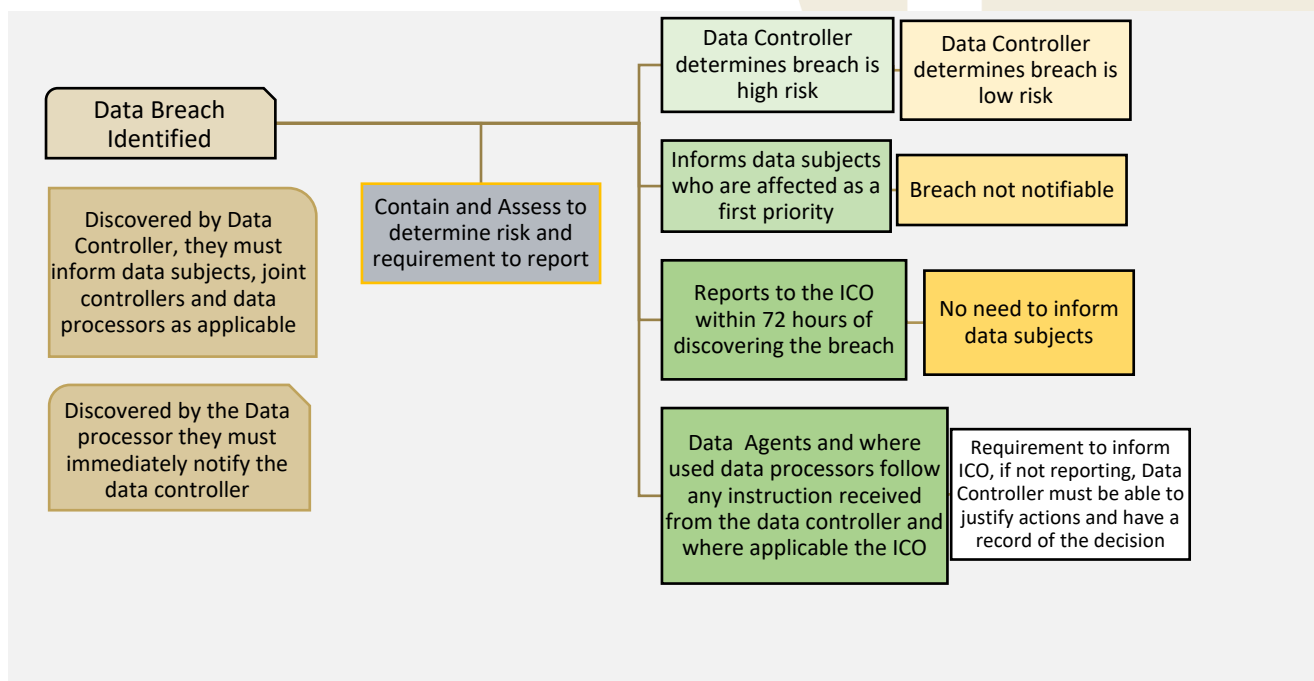 Data Breach
Identified
Discovered by Data
Controller, they must
inform data subjects, joint
controllers and data
processors as applicable
Discovered by the Data
processor they must
immediately notify the
data controller
Contain and Assess to
determine risk and
requirement to report
Data Controller
determines breach is
high risk
Data Controller
determines breach is
low risk
Informs data subjects
who are affected as a
first priority
Breach not notifiable
Reports to the ICO
within 72 hours of
discovering the breach
No need to inform
data subjects
Data Agents and where
used data processors follow
any instruction received
from the data controller and
where applicable the ICO
Requirement to inform
ICO, if not reporting, Data
Controller must be able to
justify actions and have a
record of the decision